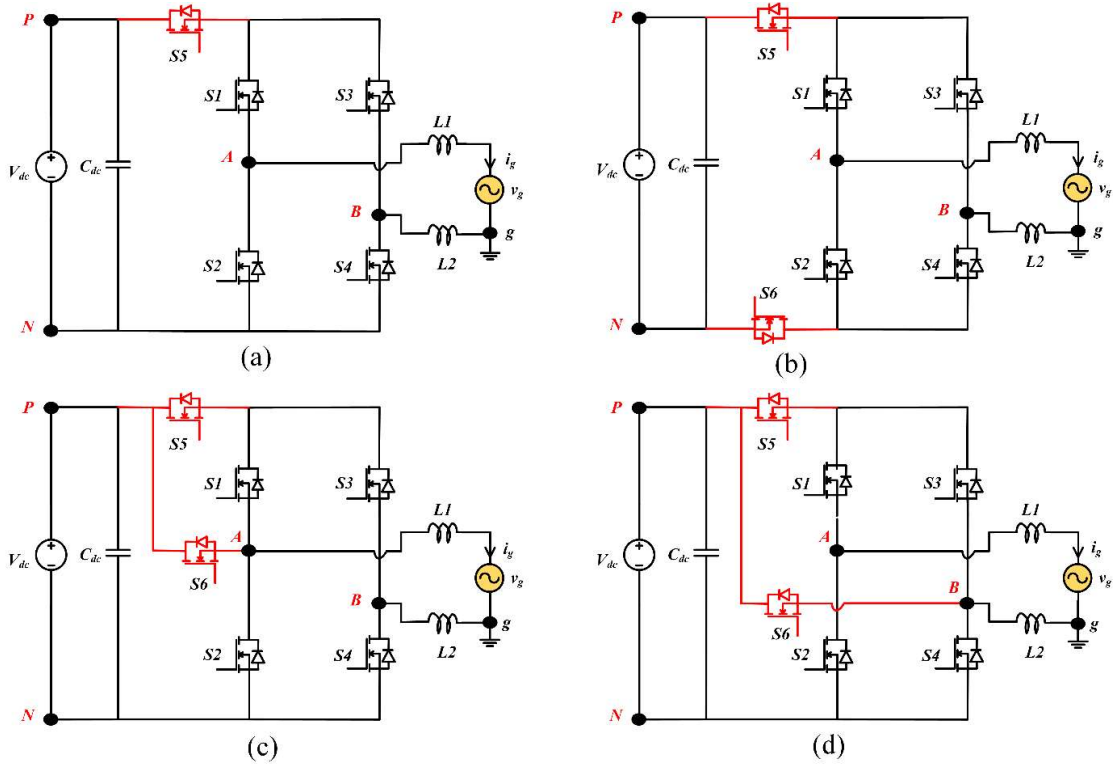 P
S5
S1
S3
L1
A
i_g
V_dc
C_dc
v_g
B
g
S2
S4
L2
N
(a)
P
S5
S1
S3
L1
A
i_g
V_dc
C_dc
v_g
B
g
S2
S4
L2
S6
N
(b)
P
S5
S1
S3
L1
A
i_g
V_dc
C_dc
S6
v_g
B
g
S2
S4
L2
N
(c)
P
S5
S1
S3
L1
A
i_g
V_dc
C_dc
v_g
B
g
S6
S2
S4
L2
N
(d)